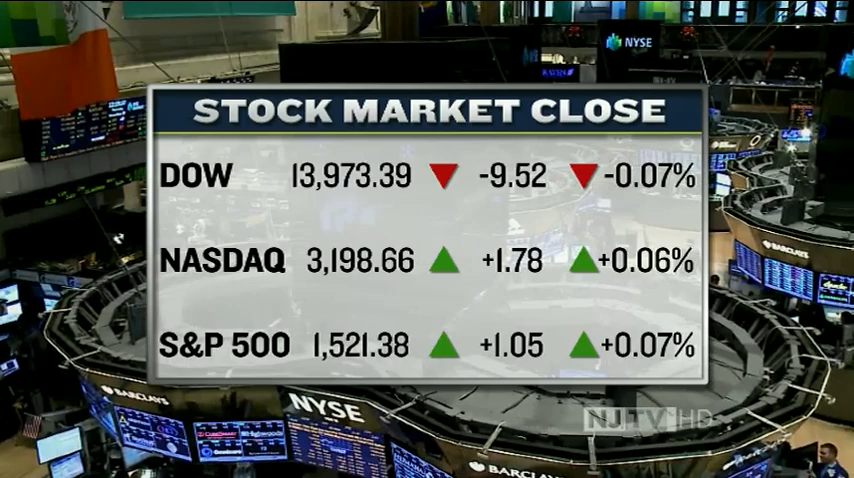 NYSE
STOCK MARKET CLOSE
DOW 13,973.39 -9.52 -0.07%
NASDAQ 3,198.66 +1.78 +0.06%
S&P 500 1,521.38 +1.05 +0.07%
BARCLAYS
BARCLAYS
NYSE
NJTV HD
BARCLAYS